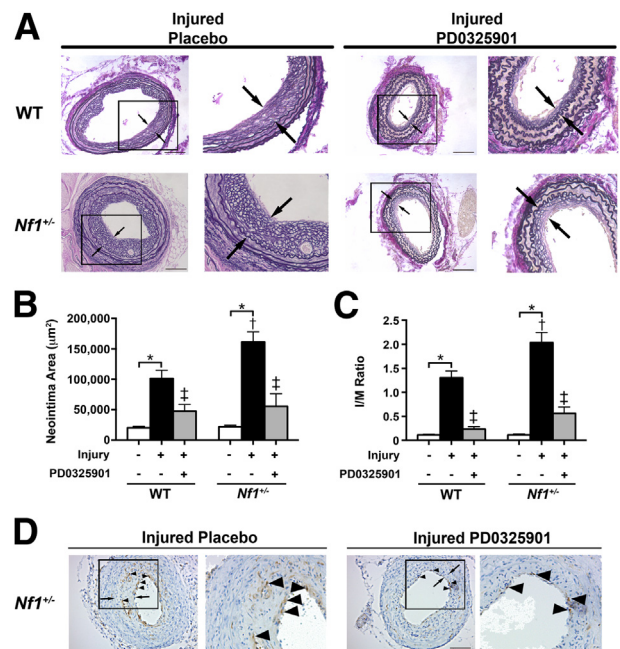 A
Injured
Placebo
Injured
PD0325901
WT
Nf1+/-
B
Neointima Area (μm²)
200,000
150,000
100,000
50,000
0
*
‡
*
†
‡
Injury
- + + - + +
PD0325901
- - + - - +
WT
Nf1+/-
C
I/M Ratio
2.5
2.0
1.5
1.0
0.5
0
*
‡
*
†
‡
Injury
- + + - + +
PD0325901
- - + - - +
WT
Nf1+/-
D
Injured Placebo
Injured PD0325901
Nf1+/-